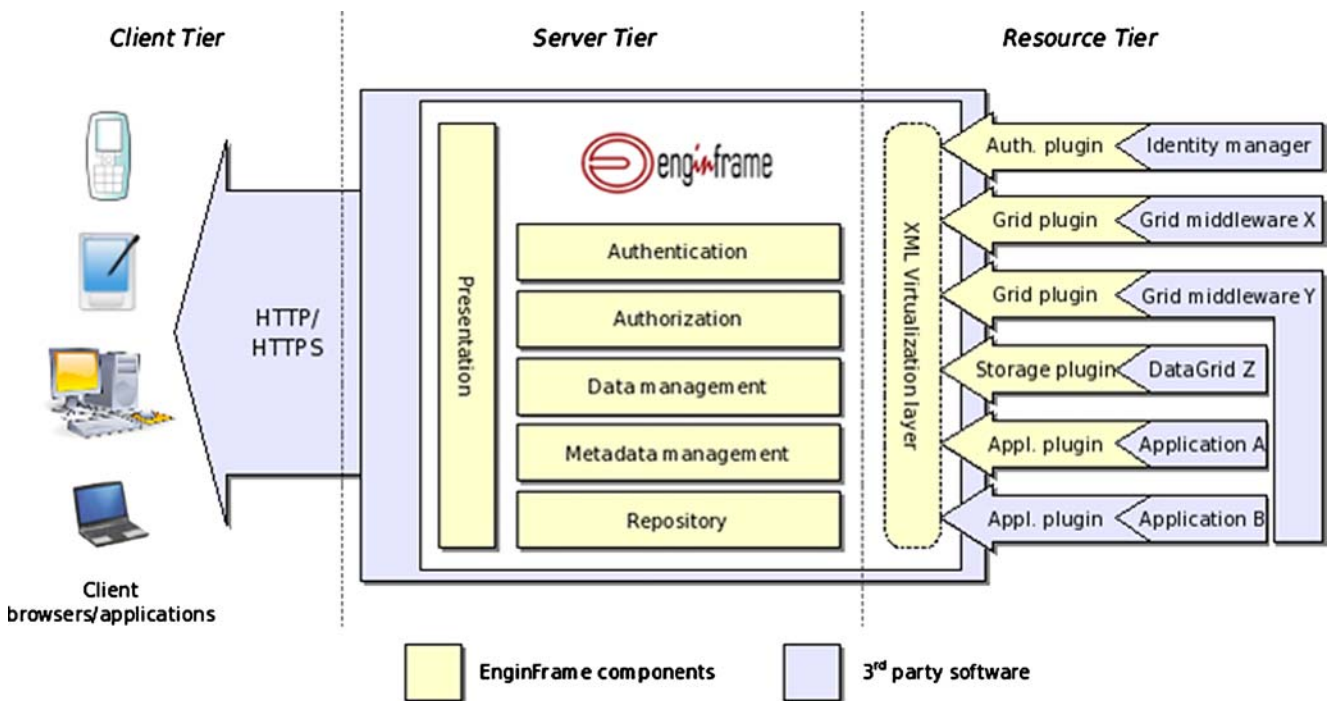 Client Tier
Server Tier
Resource Tier
enginframe
Presentation
Authentication
Authorization
Data management
Metadata management
Repository
HTTP/
HTTPS
XML Virtualization layer
Auth. plugin
Identity manager
Grid plugin
Grid middleware X
Grid plugin
Grid middleware Y
Storage plugin
DataGrid Z
Appl. plugin
Application A
Appl. plugin
Application B
Client
browsers/applications
EnginFrame components
3rd party software